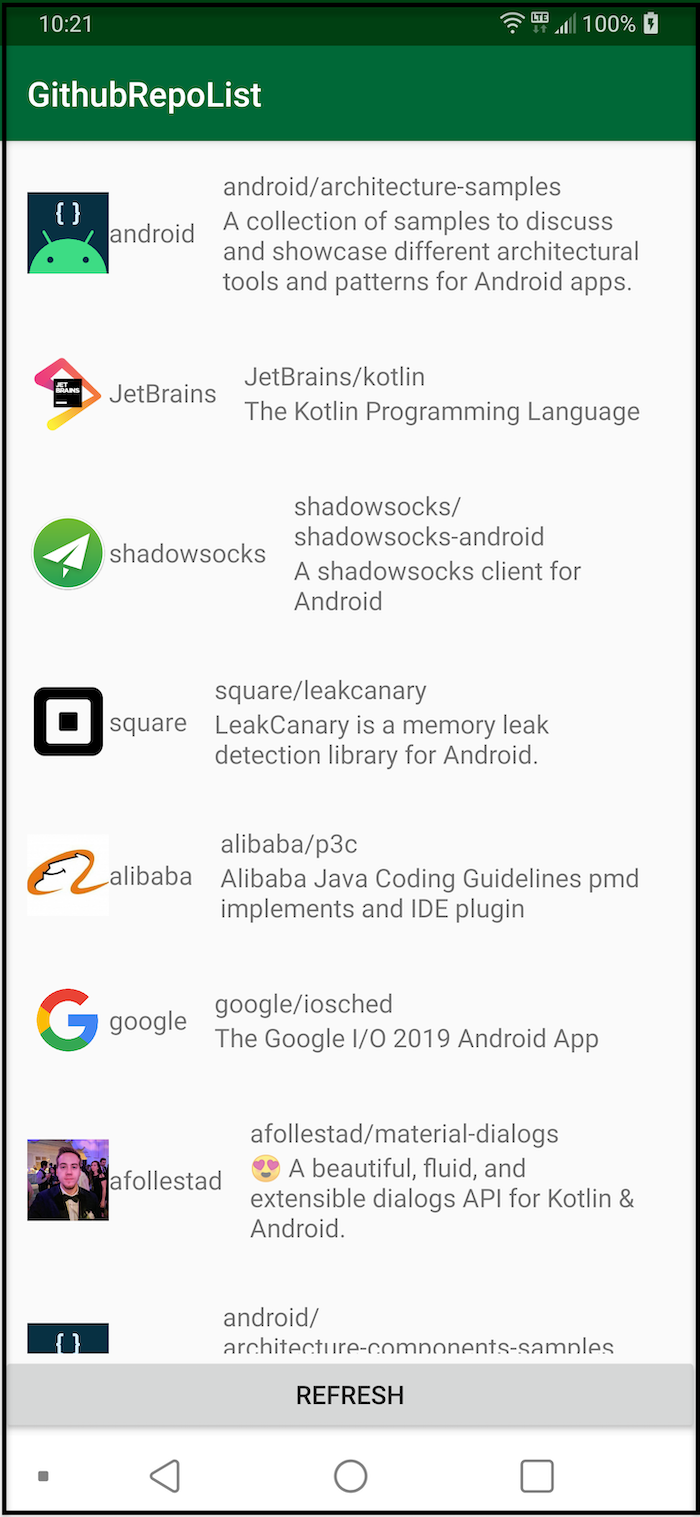 10:21
LTE
100%
GithubRepoList
android
android/architecture-samples
A collection of samples to discuss
and showcase different architectural
tools and patterns for Android apps.
JET
BRAINS
JetBrains
JetBrains/kotlin
The Kotlin Programming Language
shadowsocks
shadowsocks/
shadowsocks-android
A shadowsocks client for
Android
square
square/leakcanary
LeakCanary is a memory leak
detection library for Android.
alibaba
alibaba/p3c
Alibaba Java Coding Guidelines pmd
implements and IDE plugin
G
google
google/iosched
The Google I/O 2019 Android App
afollestad
afollestad/material-dialogs
😍 A beautiful, fluid, and
extensible dialogs API for Kotlin &
Android.
android/
architecture-components-samples
REFRESH